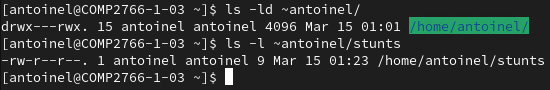 [antoinel@COMP2766-1-03 ~]$ ls -ld ~antoinel/
drwx---rwx. 15 antoinel antoinel 4096 Mar 15 01:01 /home/antoinel/
[antoinel@COMP2766-1-03 ~]$ ls -l ~antoinel/stunts
-rw-r--r--. 1 antoinel antoinel 9 Mar 15 01:23 /home/antoinel/stunts
[antoinel@COMP2766-1-03 ~]$